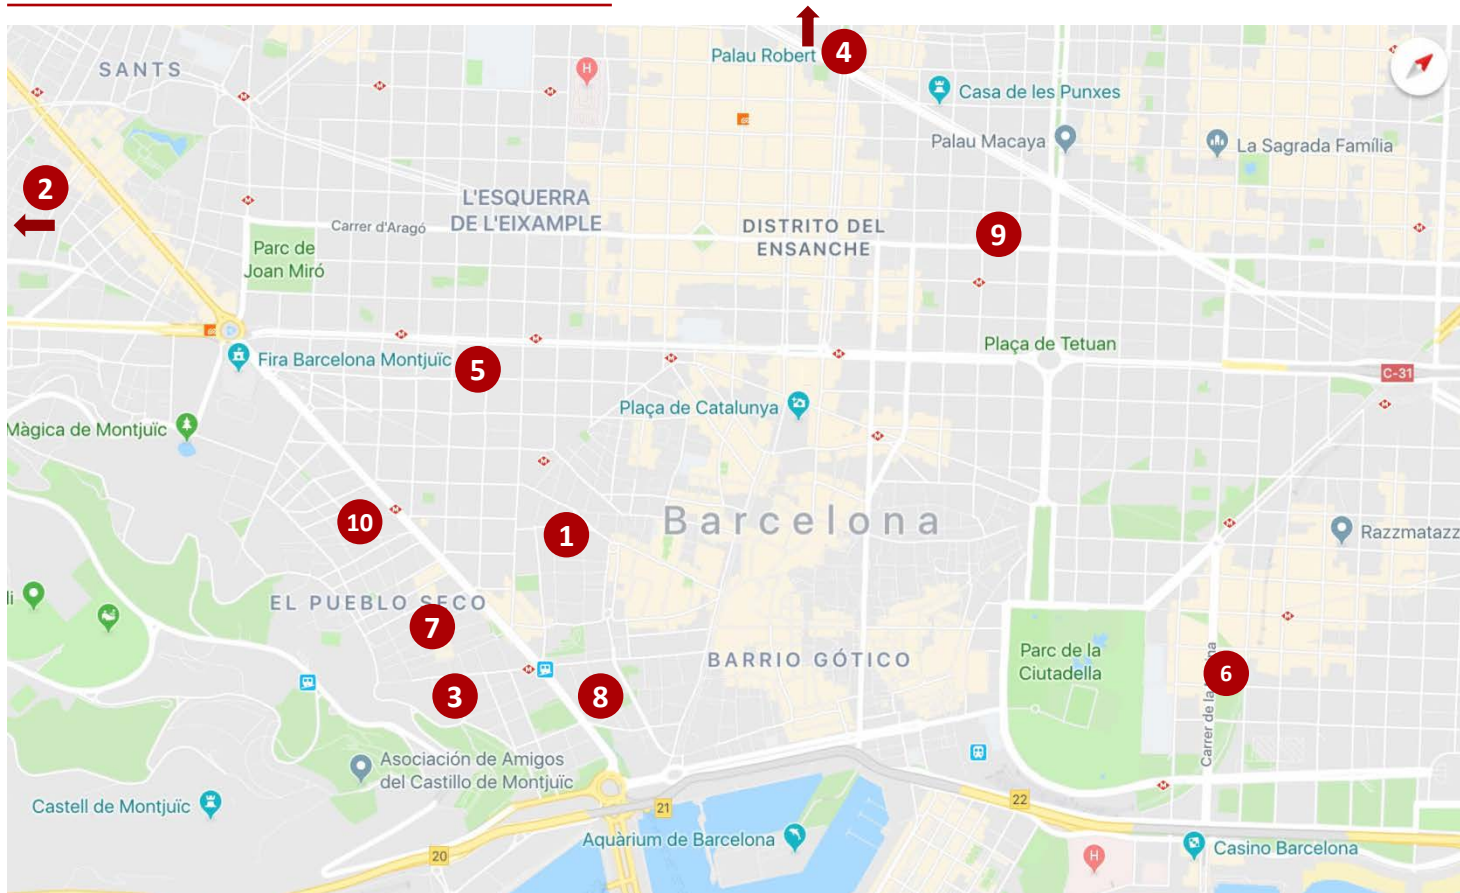 4
Palau Robert
SANTS
H
Casa de les Punxes
Palau Macaya
La Sagrada Família
2
L'ESQUERRA
DE L'EIXAMPLE
Carrer d'Aragó
DISTRITO DEL
ENSANCHE
9
Parc de
Joan Miró
Plaça de Tetuan
Fira Barcelona Montjuïc
5
C-31
Plaça de Catalunya
Màgica de Montjuïc
10
1
Barcelona
Razzmatazz
li
EL PUEBLO SECO
7
BARRIO GÓTICO
Parc de la
Ciutadella
6
Carrer de la
3
8
Asociación de Amigos
del Castillo de Montjuïc
Castell de Montjuïc
21
22
Aquàrium de Barcelona
20
H
Casino Barcelona